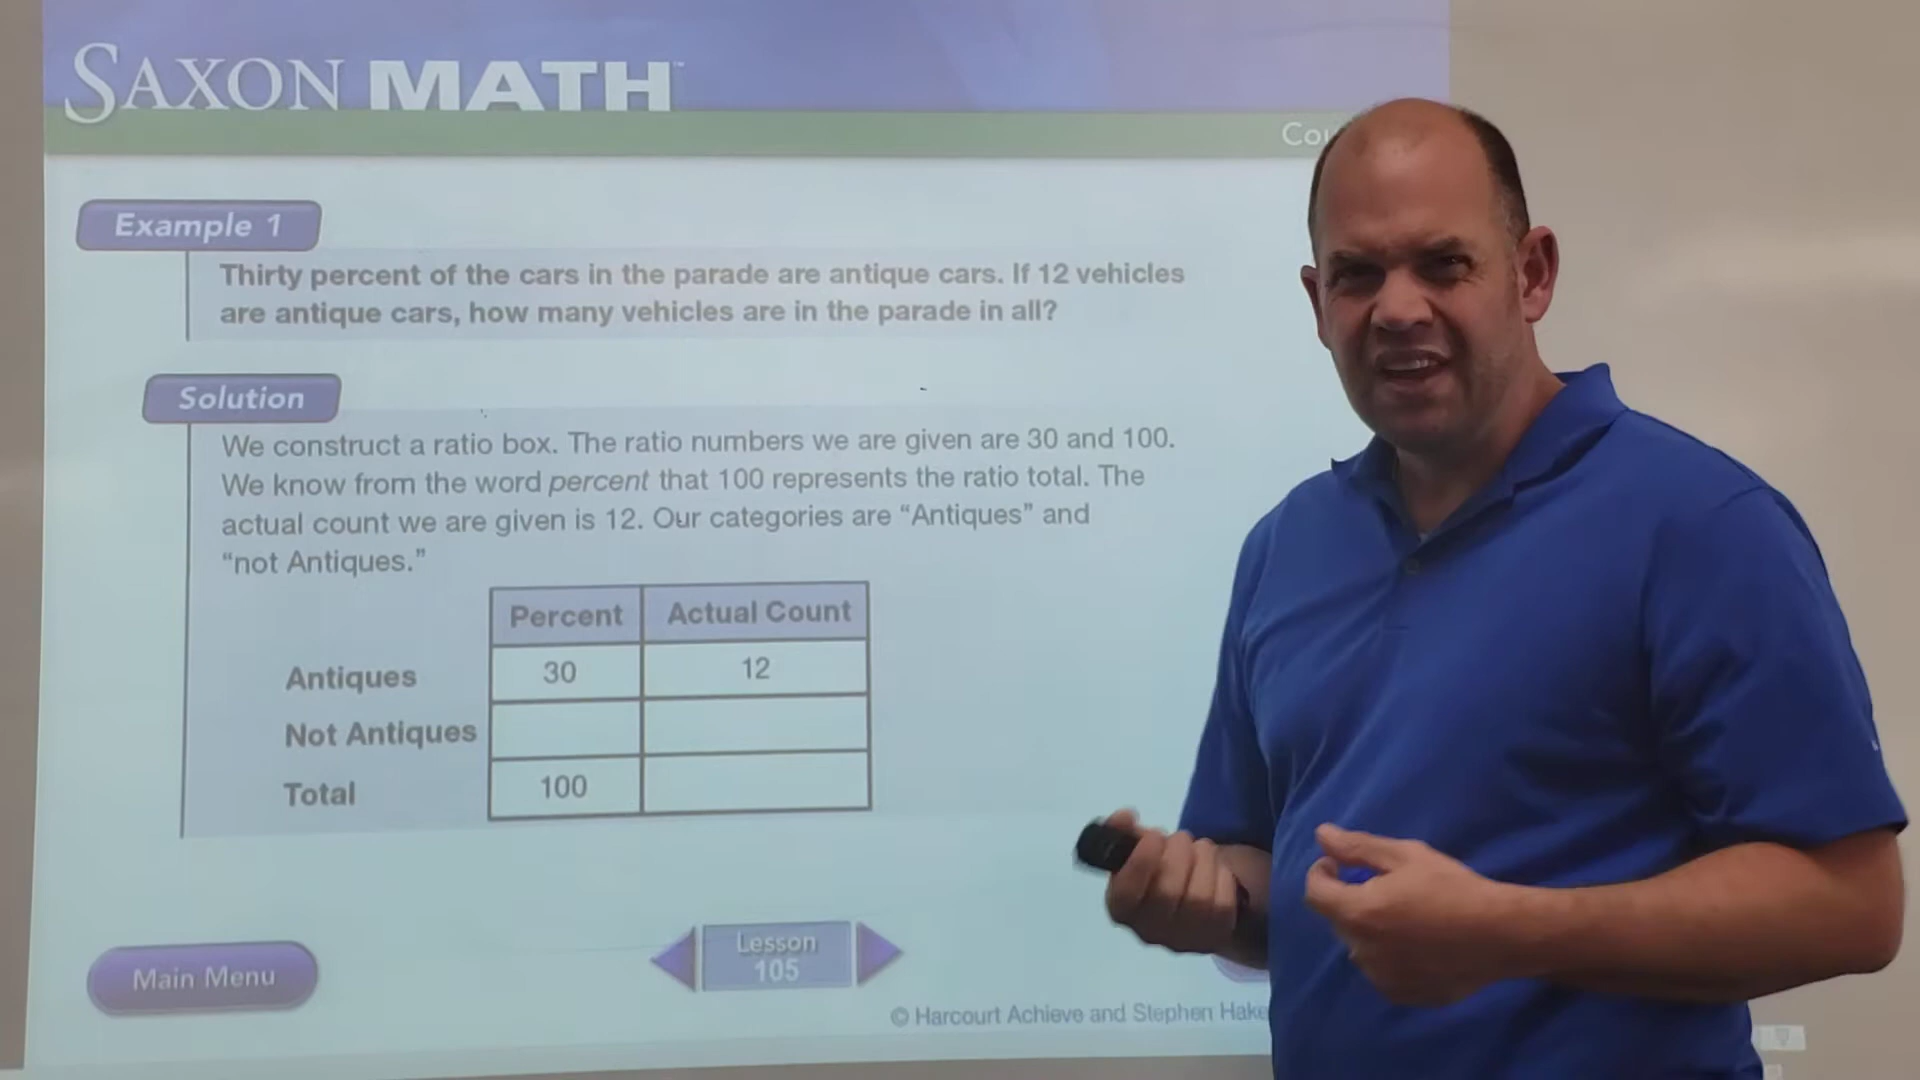 SAXON MATH™
Example 1
Thirty percent of the cars in the parade are antique cars. If 12 vehicles
are antique cars, how many vehicles are in the parade in all?
Solution
We construct a ratio box. The ratio numbers we are given are 30 and 100.
We know from the word percent that 100 represents the ratio total. The
actual count we are given is 12. Our categories are “Antiques” and
“not Antiques.”
Percent Actual Count
Antiques 30 12
Not Antiques
Total 100
Main Menu
Lesson
105
© Harcourt Achieve and Stephen Hake